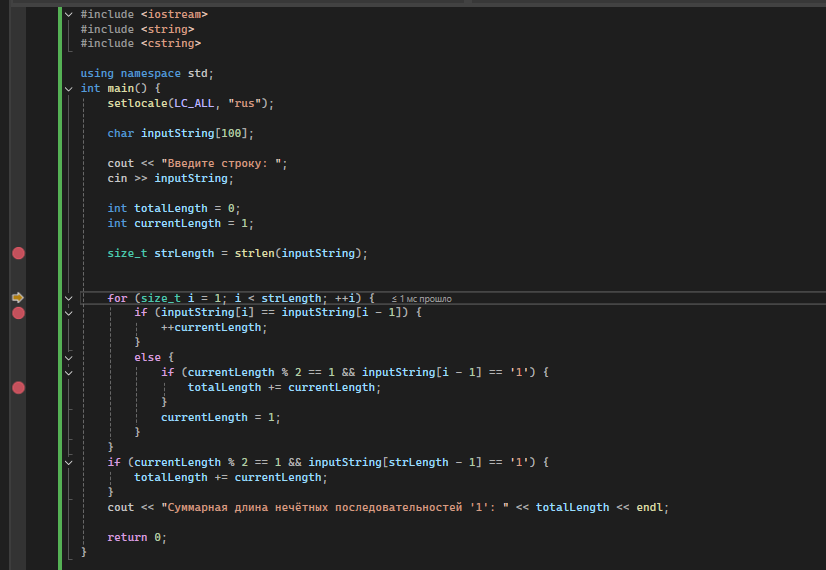 #include <iostream>
#include <string>
#include <cstring>
using namespace std;
int main() {
setlocale(LC_ALL, "rus");
char inputString[100];
cout << "Введите строку: ";
cin >> inputString;
int totalLength = 0;
int currentLength = 1;
size_t strLength = strlen(inputString);
for (size_t i = 1; i < strLength; ++i) { ≤ 1 мс прошло
if (inputString[i] == inputString[i - 1]) {
++currentLength;
}
else {
if (currentLength % 2 == 1 && inputString[i - 1] == '1') {
totalLength += currentLength;
}
currentLength = 1;
}
}
if (currentLength % 2 == 1 && inputString[strLength - 1] == '1') {
totalLength += currentLength;
}
cout << "Суммарная длина нечётных последовательностей '1': " << totalLength << endl;
return 0;
}